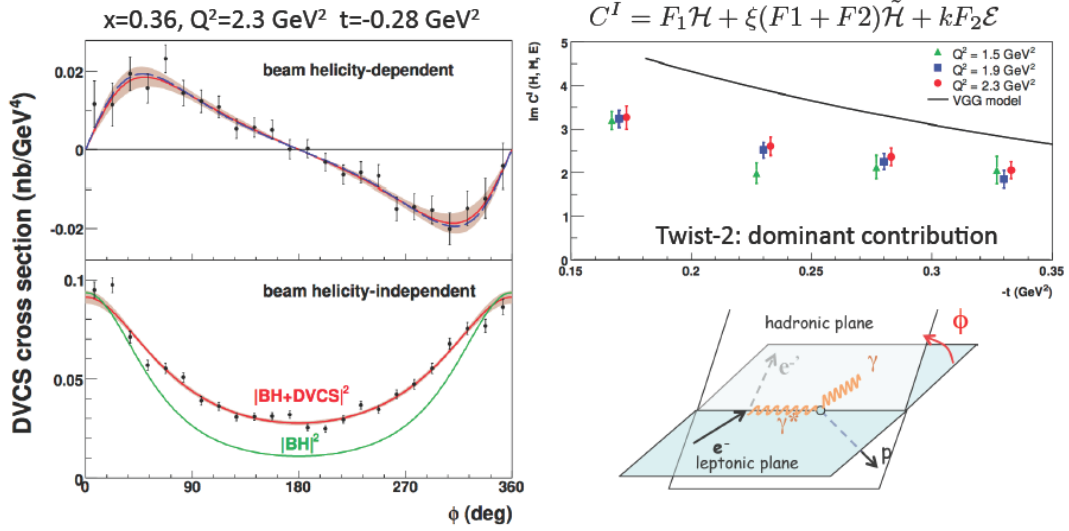 x=0.36, Q²=2.3 GeV² t=-0.28 GeV²
DVCS cross section (nb/GeV⁴)
0.02
0
-0.02
beam helicity-dependent
0.1
0.05
0
beam helicity-independent
|BH+DVCS|²
|BH|²
0 90 180 270 360
ϕ (deg)
C^I = F₁ℋ + ξ(F1 + F2)ℋ̃ + kF₂ℰ
Im Cᴵ (H, H̃, E)
6
5
4
3
2
1
0
Q² = 1.5 GeV²
Q² = 1.9 GeV²
Q² = 2.3 GeV²
VGG model
Twist-2: dominant contribution
0.15 0.2 0.25 0.3 0.35
-t (GeV²)
hadronic plane
ϕ
e⁻'
γ
γ*
e⁻
p
leptonic plane